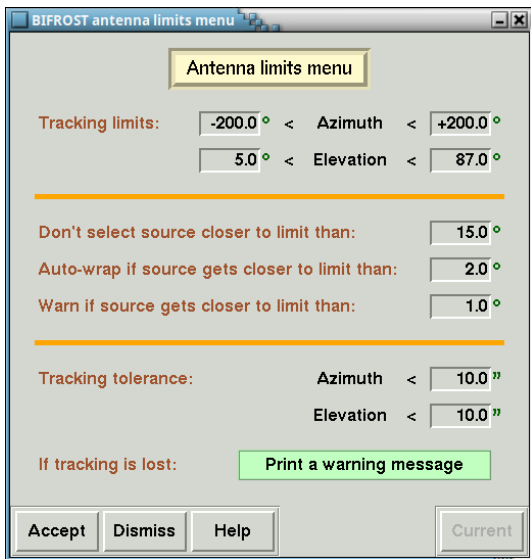 BIFROST antenna limits menu
Antenna limits menu
Tracking limits: -200.0° < Azimuth < +200.0°
5.0° < Elevation < 87.0°
Don't select source closer to limit than: 15.0°
Auto-wrap if source gets closer to limit than: 2.0°
Warn if source gets closer to limit than: 1.0°
Tracking tolerance: Azimuth < 10.0"
Elevation < 10.0"
If tracking is lost: Print a warning message
Accept Dismiss Help Current